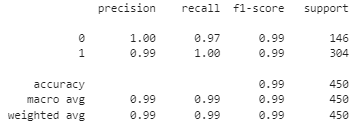 precision recall f1-score support
0 1.00 0.97 0.99 146
1 0.99 1.00 0.99 304
accuracy 0.99 450
macro avg 0.99 0.99 0.99 450
weighted avg 0.99 0.99 0.99 450